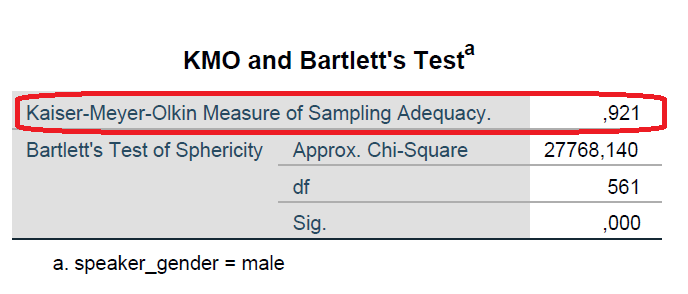 KMO and Bartlett's Testa
Kaiser-Meyer-Olkin Measure of Sampling Adequacy. ,921
Bartlett's Test of Sphericity Approx. Chi-Square 27768,140
df 561
Sig. ,000
a. speaker_gender = male